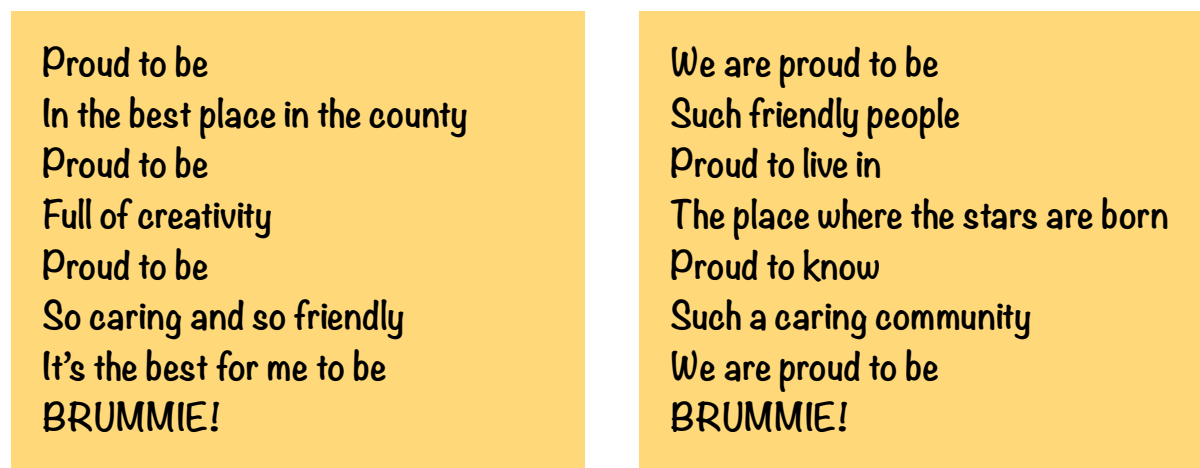 Proud to be
In the best place in the county
Proud to be
Full of creativity
Proud to be
So caring and so friendly
It's the best for me to be
BRUMMIE!
We are proud to be
Such friendly people
Proud to live in
The place where the stars are born
Proud to know
Such a caring community
We are proud to be
BRUMMIE!